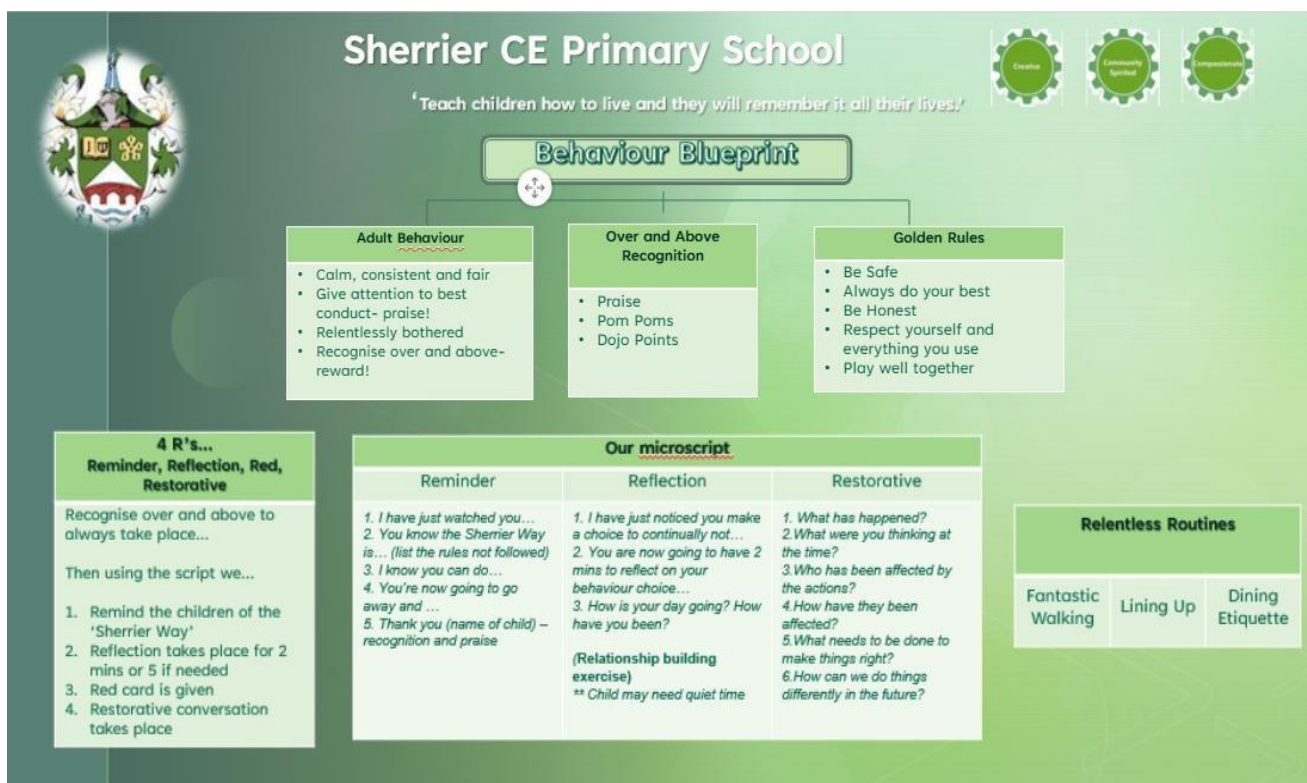 Sherrier CE Primary School
'Teach children how to live and they will remember it all their lives.'
Creative
Community
Spirited
Compassionate
Behaviour Blueprint
Adult Behaviour
• Calm, consistent and fair
• Give attention to best
conduct- praise!
• Relentlessly bothered
• Recognise over and above-
reward!
Over and Above
Recognition
• Praise
• Pom Poms
• Dojo Points
Golden Rules
• Be Safe
• Always do your best
• Be Honest
• Respect yourself and
everything you use
• Play well together
4 R's...
Reminder, Reflection, Red,
Restorative
Recognise over and above to
always take place...
Then using the script we...
1. Remind the children of the
'Sherrier Way'
2. Reflection takes place for 2
mins or 5 if needed
3. Red card is given
4. Restorative conversation
takes place
Our microscript
Reminder
1. I have just watched you...
2. You know the Sherrier Way
is... (list the rules not followed)
3. I know you can do...
4. You're now going to go
away and ...
5. Thank you (name of child) –
recognition and praise
Reflection
1. I have just noticed you make
a choice to continually not...
2. You are now going to have 2
mins to reflect on your
behaviour choice...
3. How is your day going? How
have you been?
(Relationship building
exercise)
** Child may need quiet time
Restorative
1. What has happened?
2.What were you thinking at
the time?
3.Who has been affected by
the actions?
4.How have they been
affected?
5.What needs to be done to
make things right?
6.How can we do things
differently in the future?
Relentless Routines
Fantastic
Walking
Lining Up
Dining
Etiquette